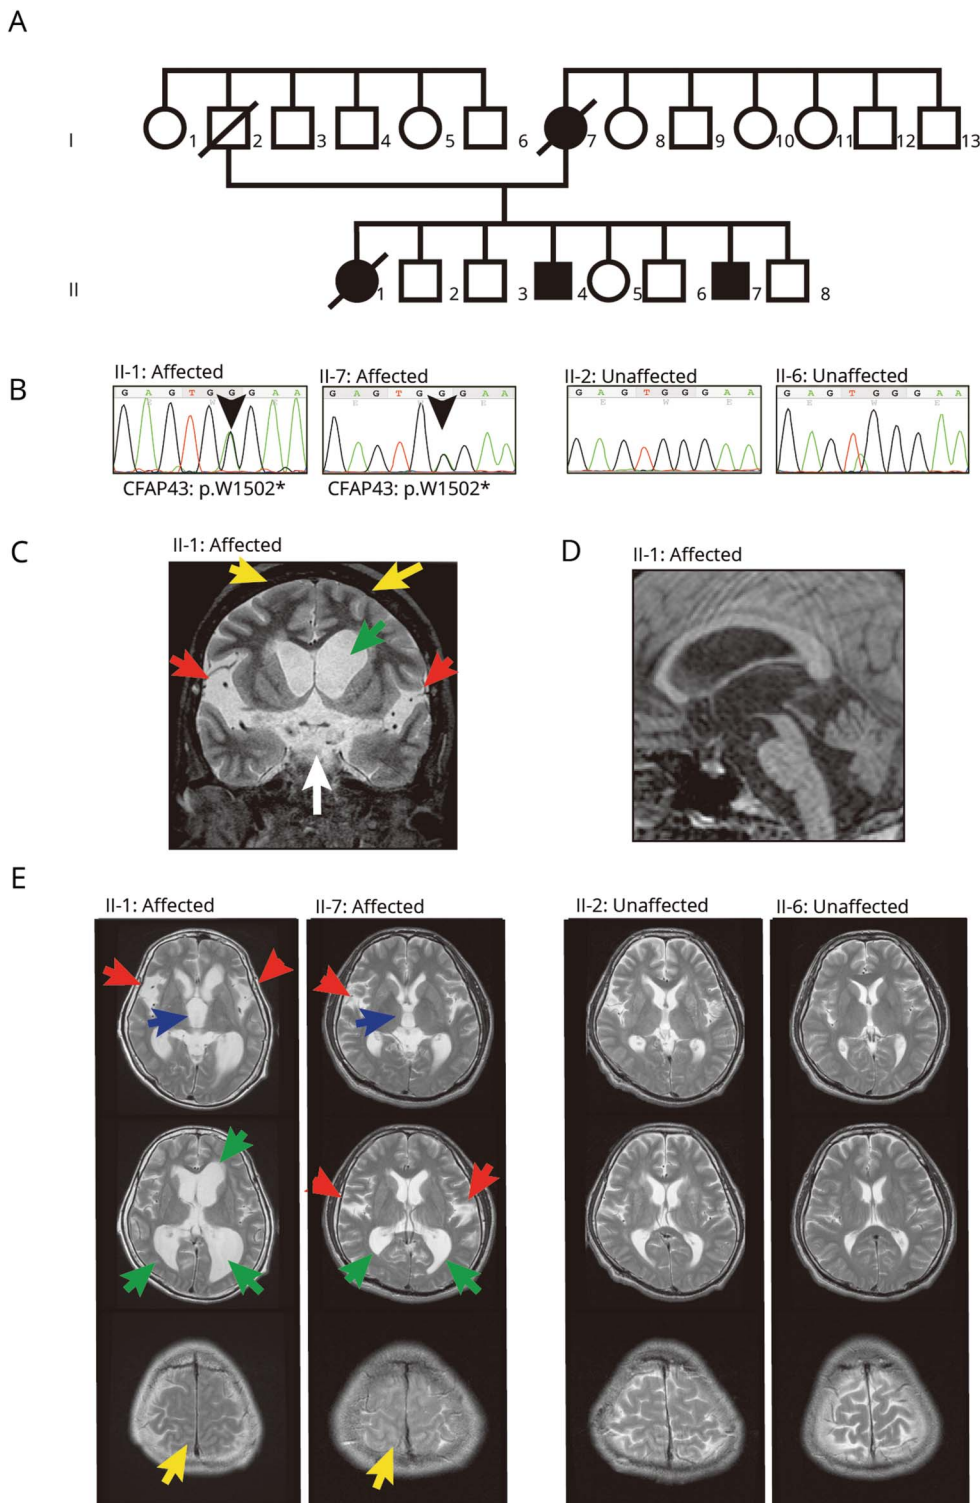 A
I
1 2 3 4 5 6 7 8 9 10 11 12 13
II
1 2 3 4 5 6 7 8
B
II-1: Affected
G A G T G G G A A
E W E
CFAP43: p.W1502*
II-7: Affected
G A G T G G G A A
E W E
CFAP43: p.W1502*
II-2: Unaffected
G A G T G G G A A
E W E
II-6: Unaffected
G A G T G G G A A
E W E
C
II-1: Affected
D
II-1: Affected
E
II-1: Affected
II-7: Affected
II-2: Unaffected
II-6: Unaffected